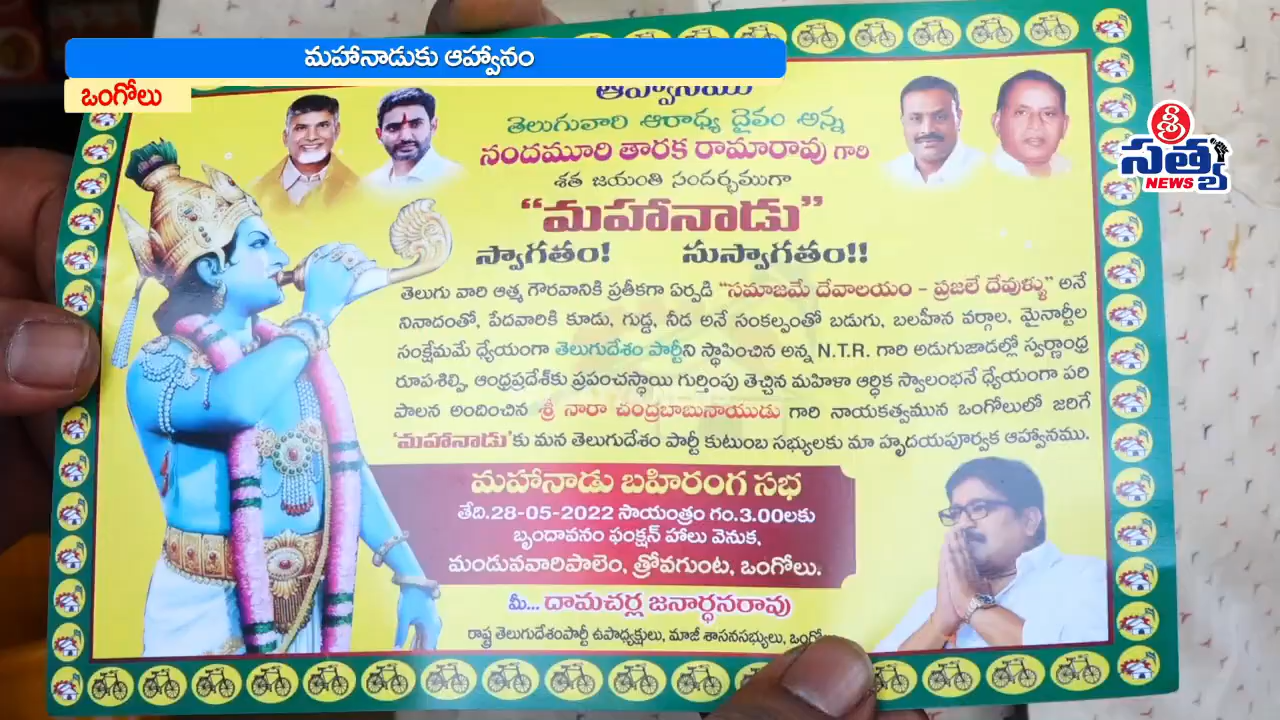 మహానాడుకు ఆహ్వానం
ఒంగోలు
శ్రీ
సత్య
NEWS
ఆహ్వానము
తెలుగువారి ఆరాధ్య దైవం అన్న
నందమూరి తారక రామారావు గారి
శత జయంతి సందర్భముగా
“మహానాడు”
స్వాగతం! సుస్వాగతం!!
తెలుగు వారి ఆత్మ గౌరవానికి ప్రతీకగా ఏర్పడి “సమాజమే దేవాలయం - ప్రజలే దేవుళ్ళు” అనే
నినాదంతో, పేదవారికి కూడు, గుడ్డ, నీడ అనే సంకల్పంతో బడుగు, బలహీన వర్గాల, మైనార్టీల
సంక్షేమమే ధ్యేయంగా తెలుగుదేశం పార్టీని స్థాపించిన అన్న N.T.R. గారి అడుగుజాడల్లో స్వర్ణాంధ్ర
రూపశిల్పి, ఆంధ్రప్రదేశ్‌కు ప్రపంచస్థాయి గుర్తింపు తెచ్చిన మహిళా ఆర్థిక స్వాలంభనే ధ్యేయంగా పరి
పాలన అందించిన శ్రీ నారా చంద్రబాబునాయుడు గారి నాయకత్వమున ఒంగోలులో జరిగే
‘మహానాడు’కు మన తెలుగుదేశం పార్టీ కుటుంబ సభ్యులకు మా హృదయపూర్వక ఆహ్వానము.
మహానాడు బహిరంగ సభ
తేది.28-05-2022 సాయంత్రం గం.3.00లకు
బృందావనం ఫంక్షన్ హాలు వెనుక,
మండువవారిపాలెం, త్రోవగుంట, ఒంగోలు.
మీ... దామచర్ల జనార్ధనరావు
రాష్ట్ర తెలుగుదేశంపార్టీ ఉపాధ్యక్షులు, మాజీ శాసనసభ్యులు,